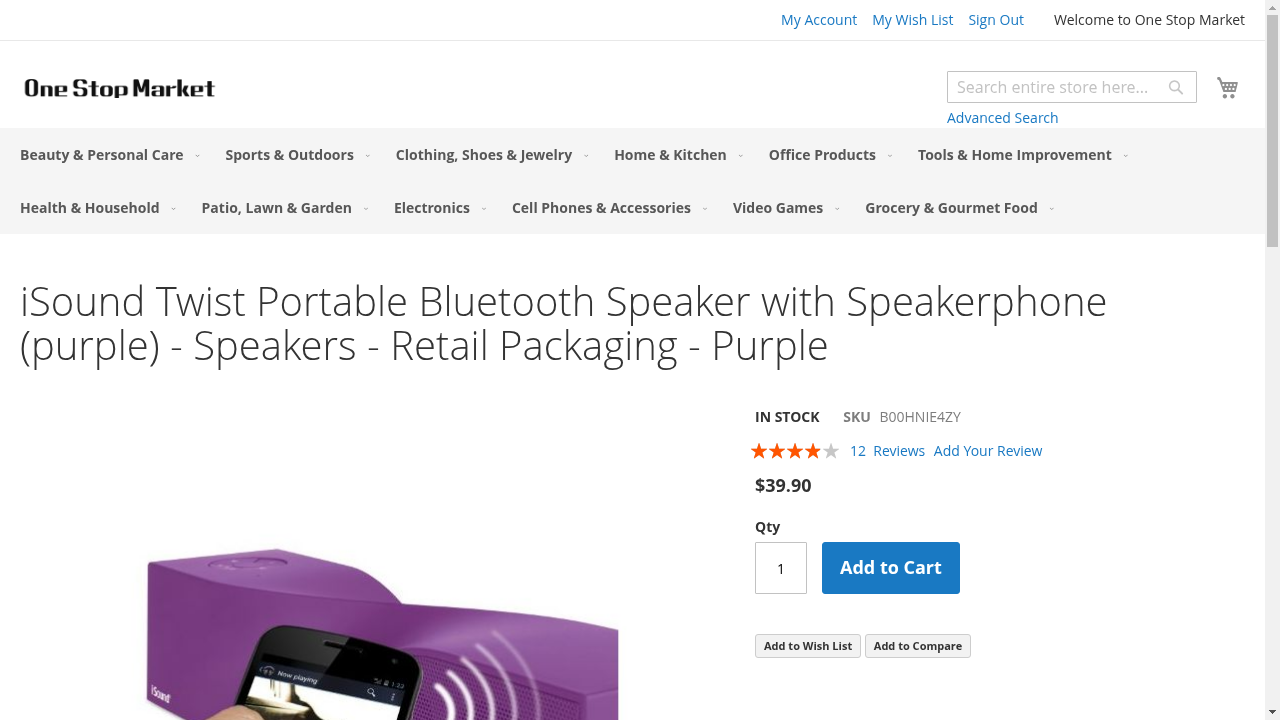 My Account My Wish List Sign Out Welcome to One Stop Market
One Stop Market
Search entire store here...
Advanced Search
Beauty & Personal Care Sports & Outdoors Clothing, Shoes & Jewelry Home & Kitchen Office Products Tools & Home Improvement
Health & Household Patio, Lawn & Garden Electronics Cell Phones & Accessories Video Games Grocery & Gourmet Food
iSound Twist Portable Bluetooth Speaker with Speakerphone
(purple) - Speakers - Retail Packaging - Purple
IN STOCK SKU B00HNIE4ZY
12 Reviews Add Your Review
$39.90
Qty
1 Add to Cart
Add to Wish List Add to Compare
Now playing
1:23
iSound